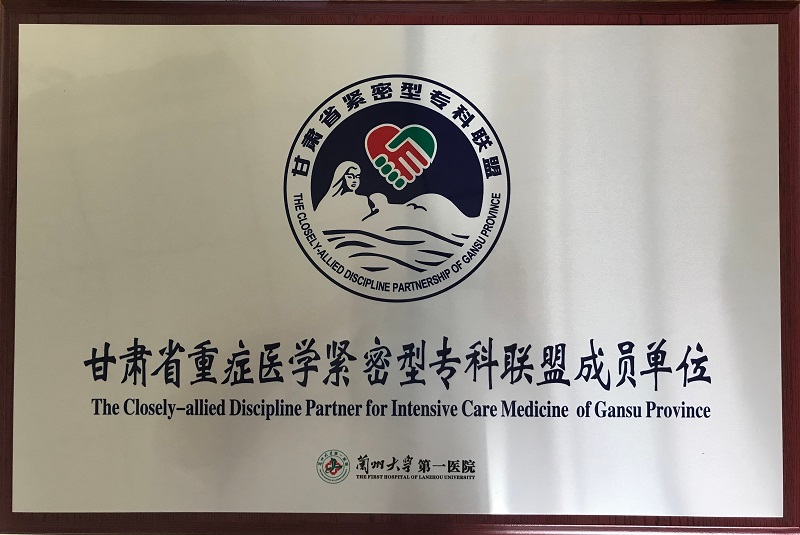 甘肃省紧密型专科联盟
THE CLOSELY-ALLIED DISCIPLINE PARTNERSHIP OF GANSU PROVINCE
甘肃省重症医学紧密型专科联盟成员单位
The Closely-allied Discipline Partner for Intensive Care Medicine of Gansu Province
兰州大学第一医院
THE FIRST HOSPITAL OF LANZHOU UNIVERSITY